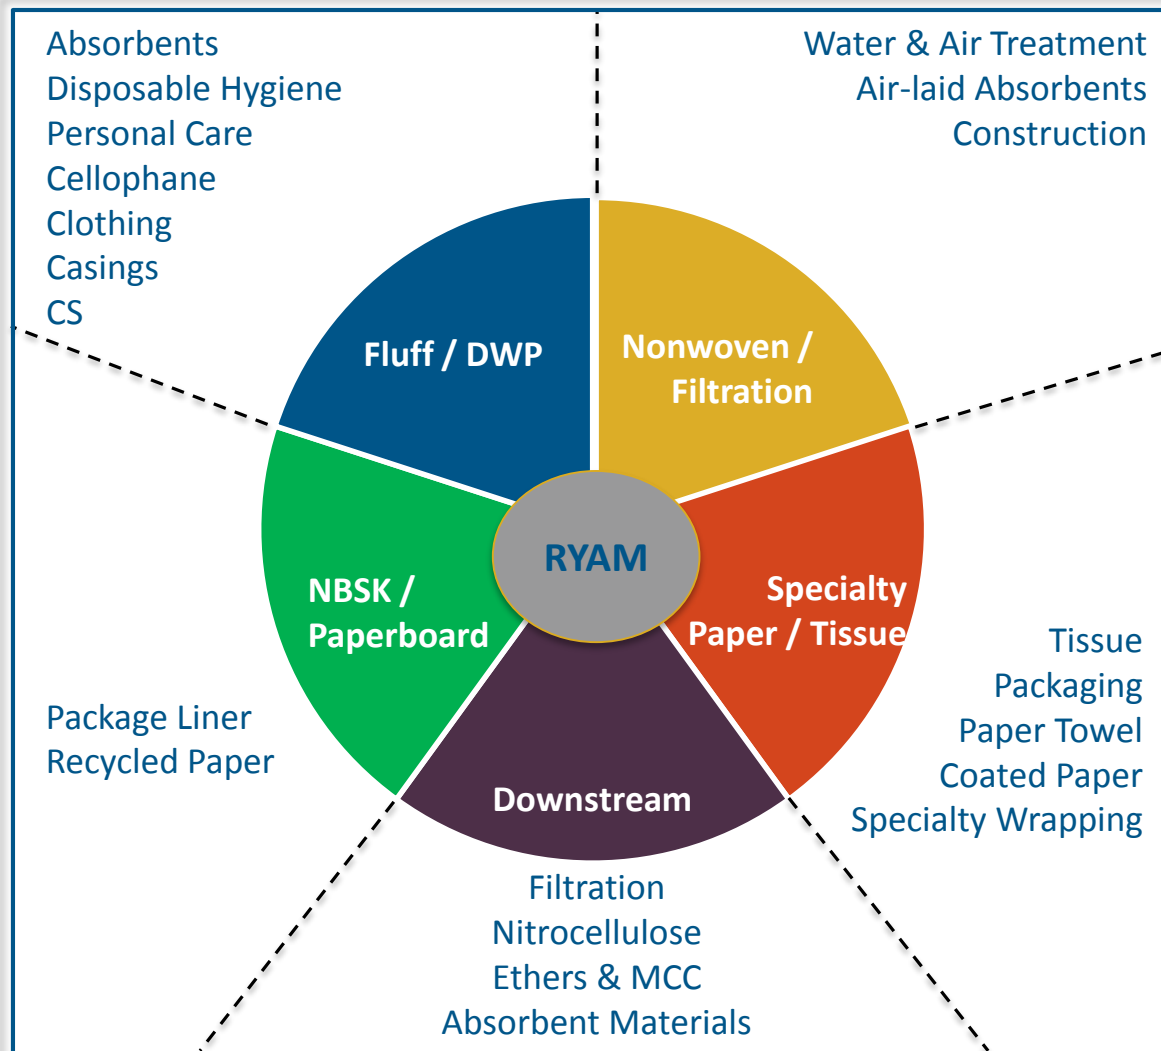 Absorbents
Disposable Hygiene
Personal Care
Cellophane
Clothing
Casings
CS
Water & Air Treatment
Air-laid Absorbents
Construction
Fluff / DWP
Nonwoven /
Filtration
RYAM
NBSK /
Paperboard
Specialty
Paper / Tissue
Package Liner
Recycled Paper
Tissue
Packaging
Paper Towel
Coated Paper
Specialty Wrapping
Downstream
Filtration
Nitrocellulose
Ethers & MCC
Absorbent Materials